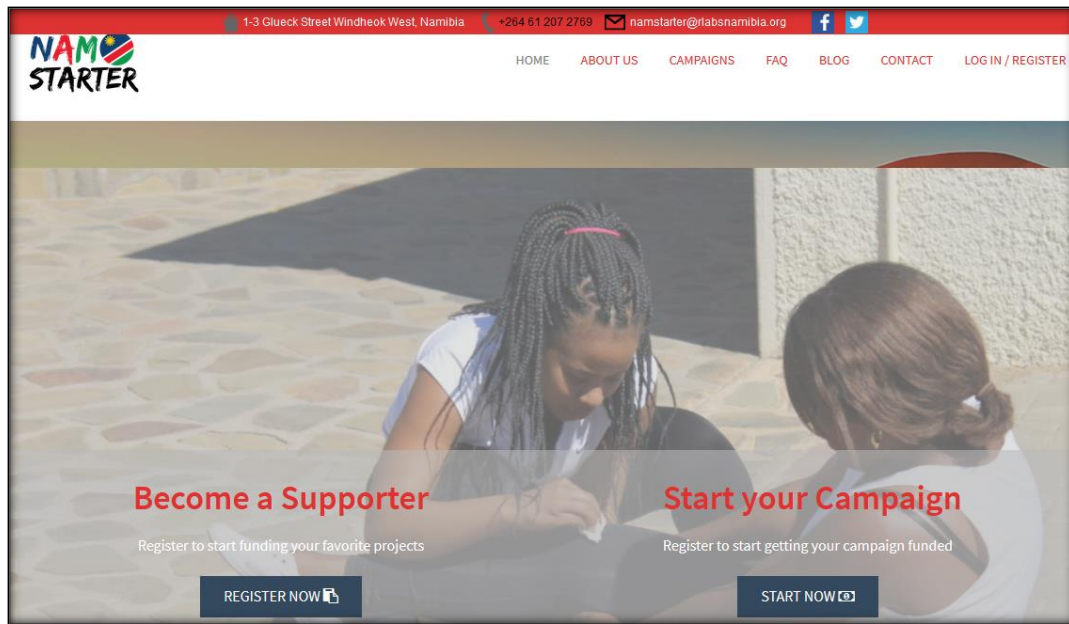 1-3 Glueck Street Windheok West, Namibia +264 61 207 2769 namstarter@rlabsnamibia.org
NAM
STARTER
HOME ABOUT US CAMPAIGNS FAQ BLOG CONTACT LOG IN / REGISTER
Become a Supporter
Register to start funding your favorite projects
REGISTER NOW
Start your Campaign
Register to start getting your campaign funded
START NOW